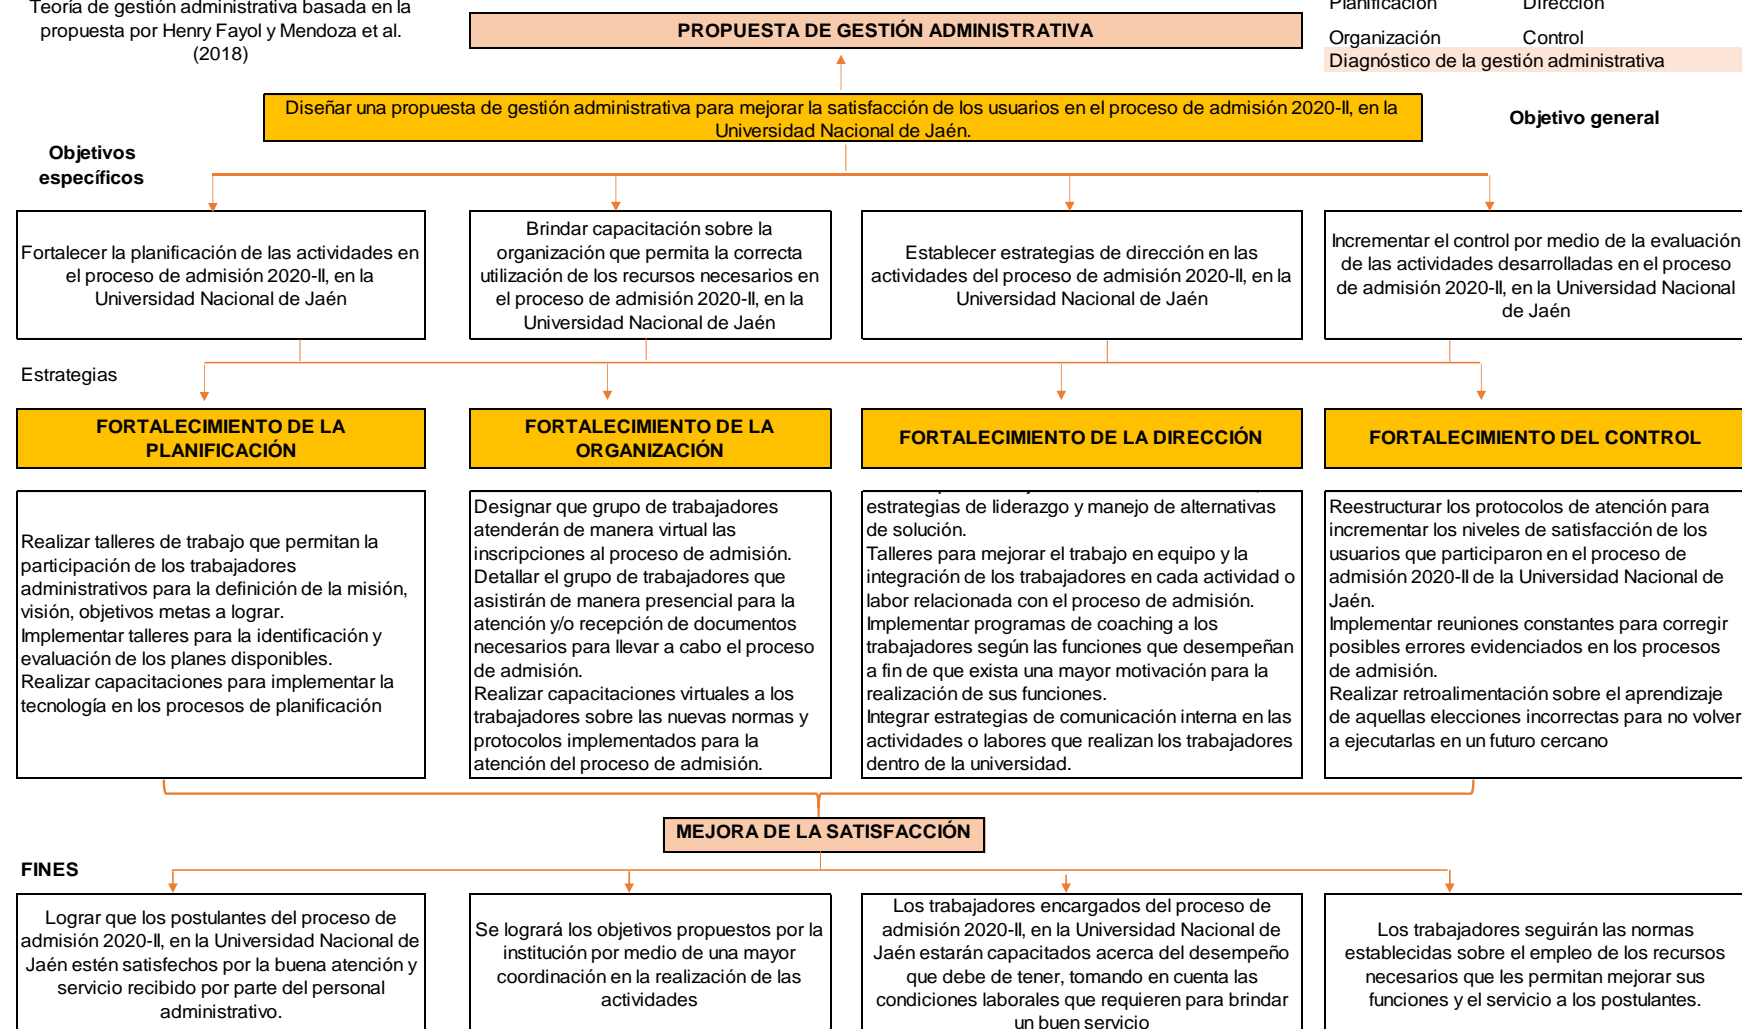 Teoría de gestión administrativa basada en la
propuesta por Henry Fayol y Mendoza et al.
(2018)
PROPUESTA DE GESTIÓN ADMINISTRATIVA
Planificación Dirección
Organización Control
Diagnóstico de la gestión administrativa
Diseñar una propuesta de gestión administrativa para mejorar la satisfacción de los usuarios en el proceso de admisión 2020-II, en la
Universidad Nacional de Jaén.
Objetivo general
Objetivos
específicos
Fortalecer la planificación de las actividades en
el proceso de admisión 2020-II, en la
Universidad Nacional de Jaén
Brindar capacitación sobre la
organización que permita la correcta
utilización de los recursos necesarios en
el proceso de admisión 2020-II, en la
Universidad Nacional de Jaén
Establecer estrategias de dirección en las
actividades del proceso de admisión 2020-II, en la
Universidad Nacional de Jaén
Incrementar el control por medio de la evaluación
de las actividades desarrolladas en el proceso
de admisión 2020-II, en la Universidad Nacional
de Jaén
Estrategias
FORTALECIMIENTO DE LA
PLANIFICACIÓN
FORTALECIMIENTO DE LA
ORGANIZACIÓN
FORTALECIMIENTO DE LA DIRECCIÓN
FORTALECIMIENTO DEL CONTROL
Realizar talleres de trabajo que permitan la
participación de los trabajadores
administrativos para la definición de la misión,
visión, objetivos metas a lograr.
Implementar talleres para la identificación y
evaluación de los planes disponibles.
Realizar capacitaciones para implementar la
tecnología en los procesos de planificación
Designar que grupo de trabajadores
atenderán de manera virtual las
inscripciones al proceso de admisión.
Detallar el grupo de trabajadores que
asistirán de manera presencial para la
atención y/o recepción de documentos
necesarios para llevar a cabo el proceso
de admisión.
Realizar capacitaciones virtuales a los
trabajadores sobre las nuevas normas y
protocolos implementados para la
atención del proceso de admisión.
estrategias de liderazgo y manejo de alternativas
de solución.
Talleres para mejorar el trabajo en equipo y la
integración de los trabajadores en cada actividad o
labor relacionada con el proceso de admisión.
Implementar programas de coaching a los
trabajadores según las funciones que desempeñan
a fin de que exista una mayor motivación para la
realización de sus funciones.
Integrar estrategias de comunicación interna en las
actividades o labores que realizan los trabajadores
dentro de la universidad.
Reestructurar los protocolos de atención para
incrementar los niveles de satisfacción de los
usuarios que participaron en el proceso de
admisión 2020-II de la Universidad Nacional de
Jaén.
Implementar reuniones constantes para corregir
posibles errores evidenciados en los procesos
de admisión.
Realizar retroalimentación sobre el aprendizaje
de aquellas elecciones incorrectas para no volver
a ejecutarlas en un futuro cercano
MEJORA DE LA SATISFACCIÓN
FINES
Lograr que los postulantes del proceso de
admisión 2020-II, en la Universidad Nacional de
Jaén estén satisfechos por la buena atención y
servicio recibido por parte del personal
administrativo.
Se logrará los objetivos propuestos por la
institución por medio de una mayor
coordinación en la realización de las
actividades
Los trabajadores encargados del proceso de
admisión 2020-II, en la Universidad Nacional de
Jaén estarán capacitados acerca del desempeño
que debe de tener, tomando en cuenta las
condiciones laborales que requieren para brindar
un buen servicio
Los trabajadores seguirán las normas
establecidas sobre el empleo de los recursos
necesarios que les permitan mejorar sus
funciones y el servicio a los postulantes.